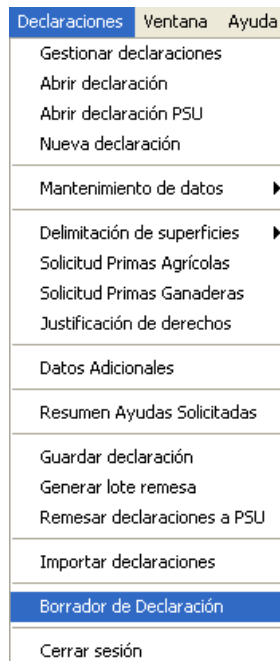 Declaraciones Ventana Ayuda
Gestionar declaraciones
Abrir declaración
Abrir declaración PSU
Nueva declaración
Mantenimiento de datos
Delimitación de superficies
Solicitud Primas Agrícolas
Solicitud Primas Ganaderas
Justificación de derechos
Datos Adicionales
Resumen Ayudas Solicitadas
Guardar declaración
Generar lote remesa
Remesar declaraciones a PSU
Importar declaraciones
Borrador de Declaración
Cerrar sesión